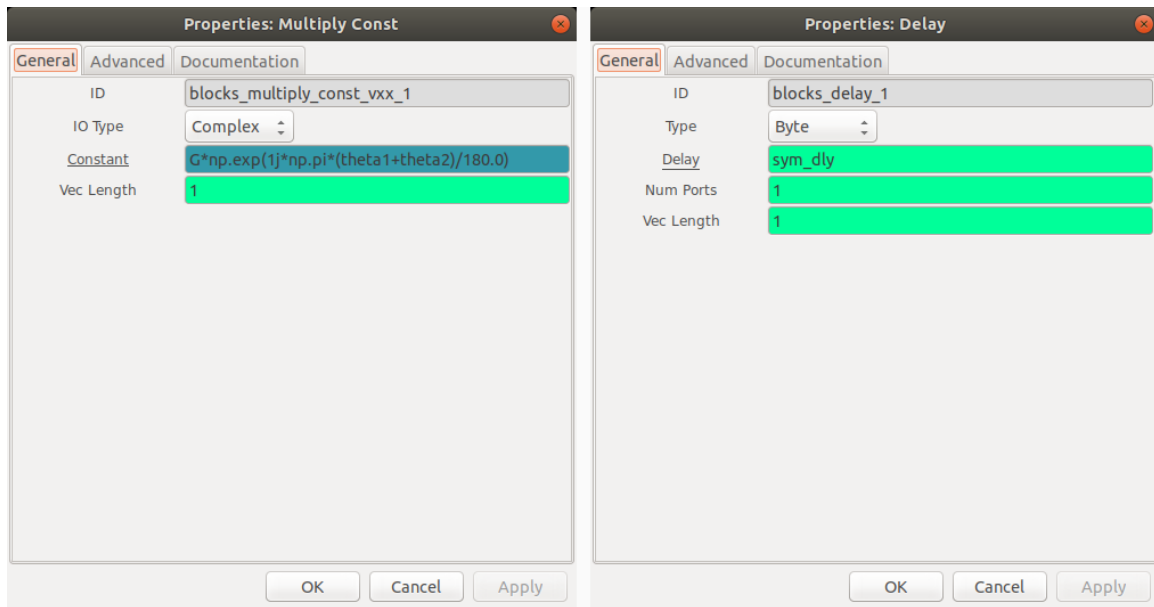 Properties: Multiply Const
General Advanced Documentation
ID blocks_multiply_const_vxx_1
IO Type Complex
Constant G*np.exp(1j*np.pi*(theta1+theta2)/180.0)
Vec Length 1
OK Cancel Apply
Properties: Delay
General Advanced Documentation
ID blocks_delay_1
Type Byte
Delay sym_dly
Num Ports 1
Vec Length 1
OK Cancel Apply